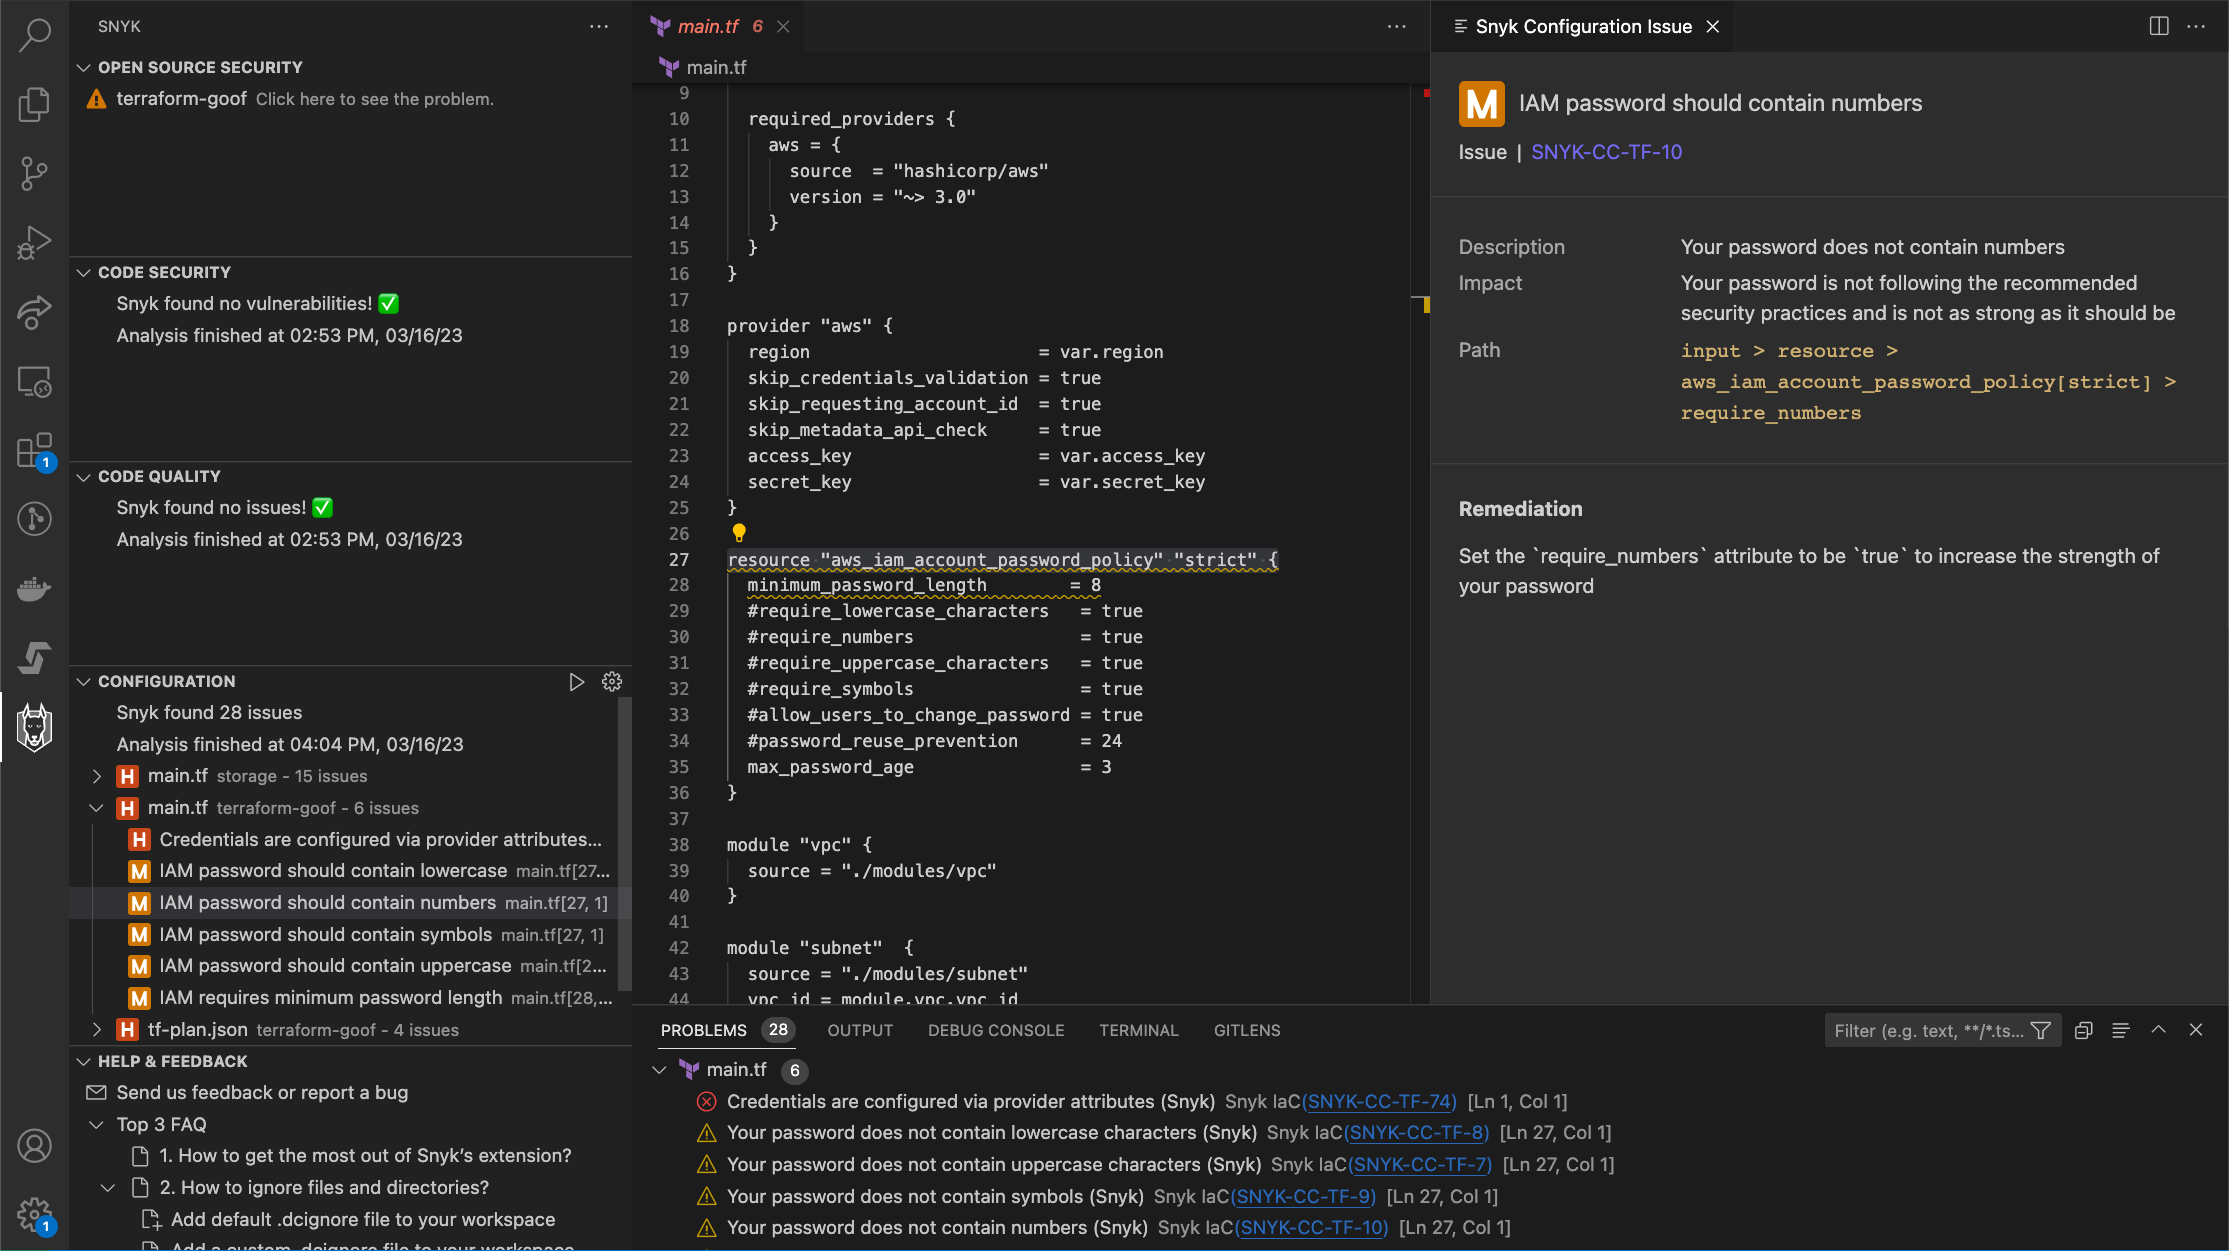 SNYK
OPEN SOURCE SECURITY
terraform-goof Click here to see the problem.
CODE SECURITY
Snyk found no vulnerabilities! ✅
Analysis finished at 02:53 PM, 03/16/23
CODE QUALITY
Snyk found no issues! ✅
Analysis finished at 02:53 PM, 03/16/23
CONFIGURATION
Snyk found 28 issues
Analysis finished at 04:04 PM, 03/16/23
H main.tf storage - 15 issues
H main.tf terraform-goof - 6 issues
H Credentials are configured via provider attributes...
M IAM password should contain lowercase main.tf[27...
M IAM password should contain numbers main.tf[27, 1]
M IAM password should contain symbols main.tf[27, 1]
M IAM password should contain uppercase main.tf[2...
M IAM requires minimum password length main.tf[28,...
H tf-plan.json terraform-goof - 4 issues
HELP & FEEDBACK
Send us feedback or report a bug
Top 3 FAQ
1. How to get the most out of Snyk's extension?
2. How to ignore files and directories?
Add default .dcignore file to your workspace
Add a custom .dcignore file to your workspace
1
1
main.tf 6
main.tf
9
10 required_providers {
11 aws = {
12 source  = "hashicorp/aws"
13 version = "~> 3.0"
14 }
15 }
16 }
17
18 provider "aws" {
19 region                      = var.region
20 skip_credentials_validation = true
21 skip_requesting_account_id  = true
22 skip_metadata_api_check     = true
23 access_key                  = var.access_key
24 secret_key                  = var.secret_key
25 }
26
27 resource "aws_iam_account_password_policy" "strict" {
28 minimum_password_length        = 8
29 #require_lowercase_characters   = true
30 #require_numbers                = true
31 #require_uppercase_characters   = true
32 #require_symbols                = true
33 #allow_users_to_change_password = true
34 #password_reuse_prevention      = 24
35 max_password_age                = 3
36 }
37
38 module "vpc" {
39 source = "./modules/vpc"
40 }
41
42 module "subnet"  {
43 source = "./modules/subnet"
44 vpc_id = module.vpc.vpc_id
Snyk Configuration Issue
M IAM password should contain numbers
Issue | SNYK-CC-TF-10
Description Your password does not contain numbers
Impact Your password is not following the recommended
security practices and is not as strong as it should be
Path input > resource >
aws_iam_account_password_policy[strict] >
require_numbers
Remediation
Set the `require_numbers` attribute to be `true` to increase the strength of
your password
PROBLEMS 28 OUTPUT DEBUG CONSOLE TERMINAL GITLENS Filter (e.g. text, **/*.ts...
main.tf 6
Credentials are configured via provider attributes (Snyk) Snyk IaC(SNYK-CC-TF-74) [Ln 1, Col 1]
Your password does not contain lowercase characters (Snyk) Snyk IaC(SNYK-CC-TF-8) [Ln 27, Col 1]
Your password does not contain uppercase characters (Snyk) Snyk IaC(SNYK-CC-TF-7) [Ln 27, Col 1]
Your password does not contain symbols (Snyk) Snyk IaC(SNYK-CC-TF-9) [Ln 27, Col 1]
Your password does not contain numbers (Snyk) Snyk IaC(SNYK-CC-TF-10) [Ln 27, Col 1]